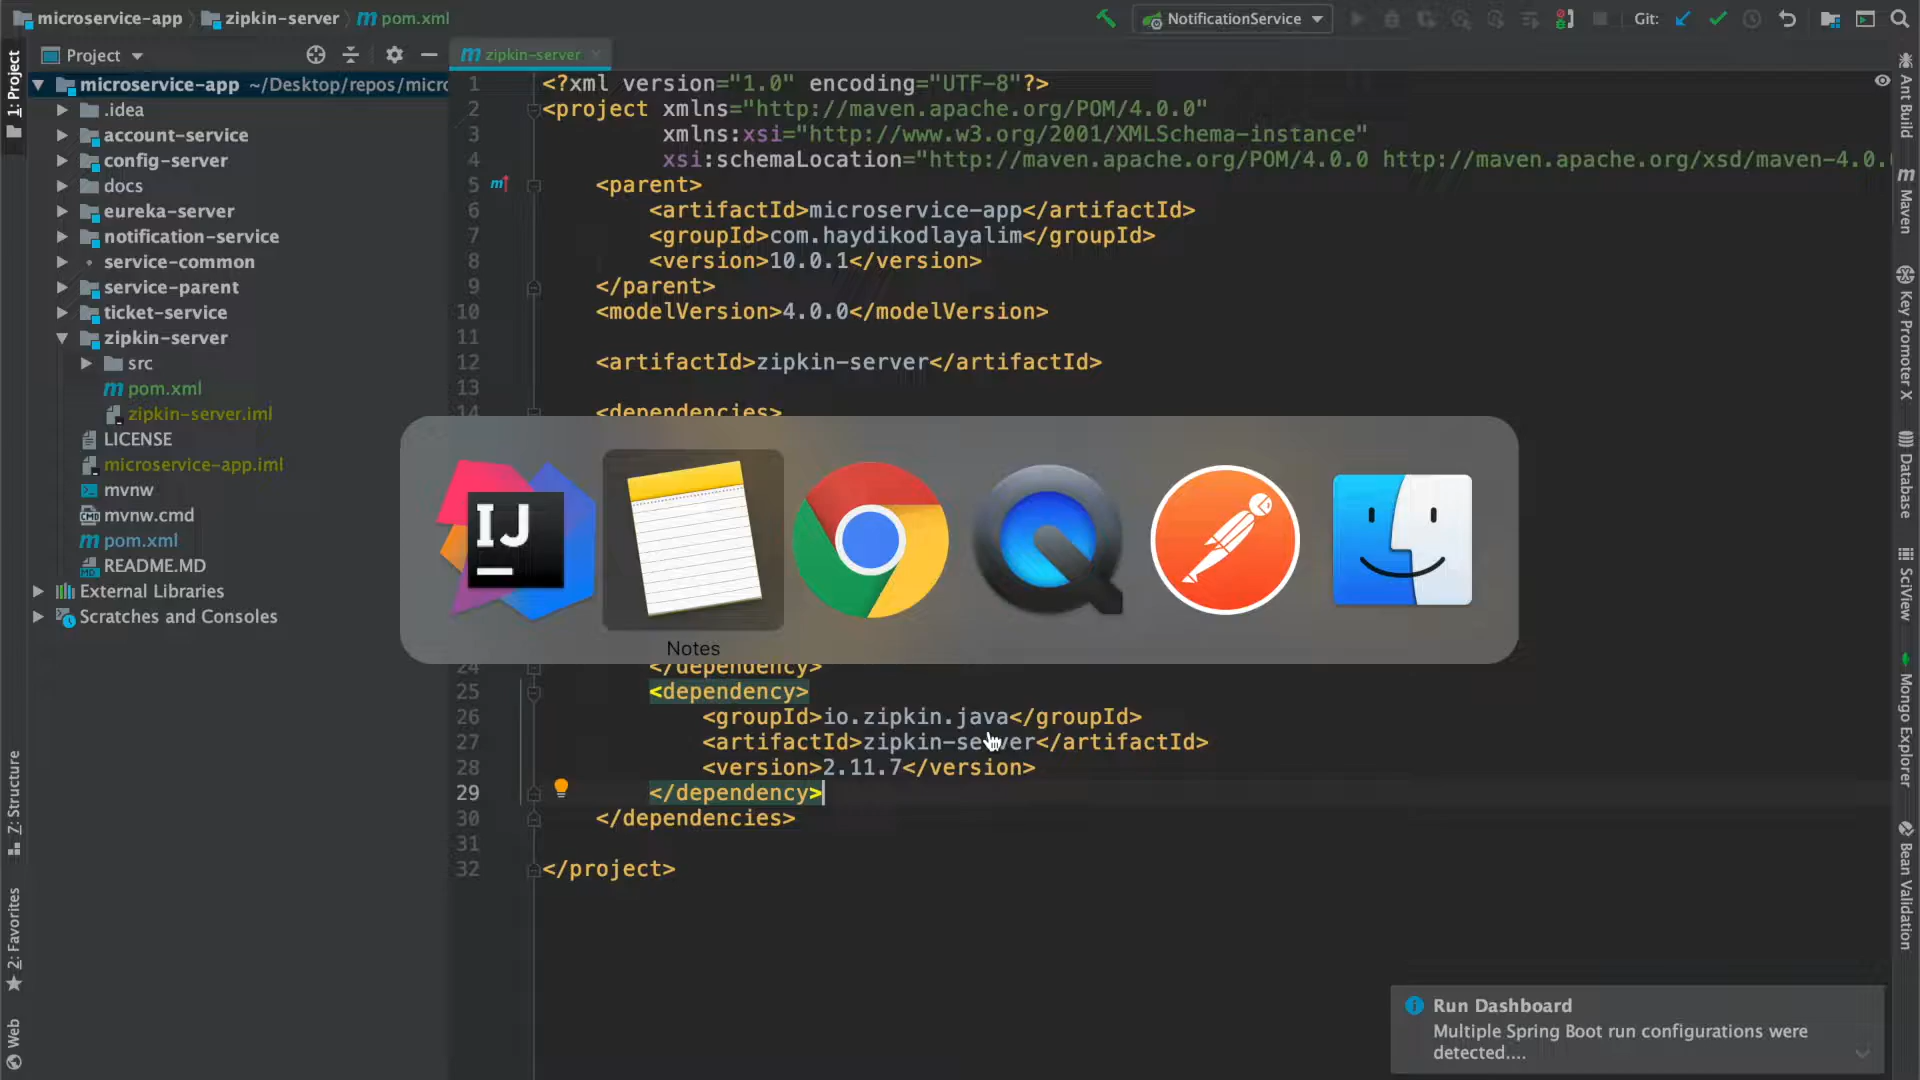 microservice-app zipkin-server m pom.xml
NotificationService
Git:
Project
m zipkin-server
1: Project
microservice-app ~/Desktop/repos/micro
.idea
account-service
config-server
docs
eureka-server
notification-service
service-common
service-parent
ticket-service
zipkin-server
src
m pom.xml
zipkin-server.iml
LICENSE
microservice-app.iml
mvnw
mvnw.cmd
m pom.xml
README.MD
External Libraries
Scratches and Consoles
7: Structure
2: Favorites
Web
1 <?xml version="1.0" encoding="UTF-8"?>
2 <project xmlns="http://maven.apache.org/POM/4.0.0"
3 xmlns:xsi="http://www.w3.org/2001/XMLSchema-instance"
4 xsi:schemaLocation="http://maven.apache.org/POM/4.0.0 http://maven.apache.org/xsd/maven-4.0.
5 <parent>
6 <artifactId>microservice-app</artifactId>
7 <groupId>com.haydikodlayalim</groupId>
8 <version>10.0.1</version>
9 </parent>
10 <modelVersion>4.0.0</modelVersion>
11
12 <artifactId>zipkin-server</artifactId>
13
14 <dependencies>
IJ
Notes
24 </dependency>
25 <dependency>
26 <groupId>io.zipkin.java</groupId>
27 <artifactId>zipkin-server</artifactId>
28 <version>2.11.7</version>
29 </dependency>
30 </dependencies>
31
32 </project>
Ant Build
m Maven
Key Promoter X
Database
SciView
Mongo Explorer
Bean Validation
Run Dashboard
Multiple Spring Boot run configurations were
detected....